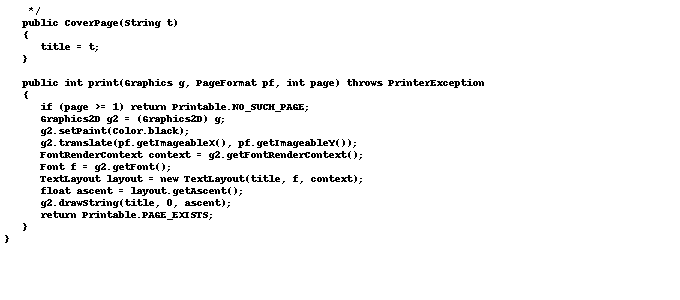 */
   public CoverPage(String t)
   {
      title = t;
   }

   public int print(Graphics g, PageFormat pf, int page) throws PrinterException
   {
      if (page >= 1) return Printable.NO_SUCH_PAGE;
      Graphics2D g2 = (Graphics2D) g;
      g2.setPaint(Color.black);
      g2.translate(pf.getImageableX(), pf.getImageableY());
      FontRenderContext context = g2.getFontRenderContext();
      Font f = g2.getFont();
      TextLayout layout = new TextLayout(title, f, context);
      float ascent = layout.getAscent();
      g2.drawString(title, 0, ascent);
      return Printable.PAGE_EXISTS;
   }
}